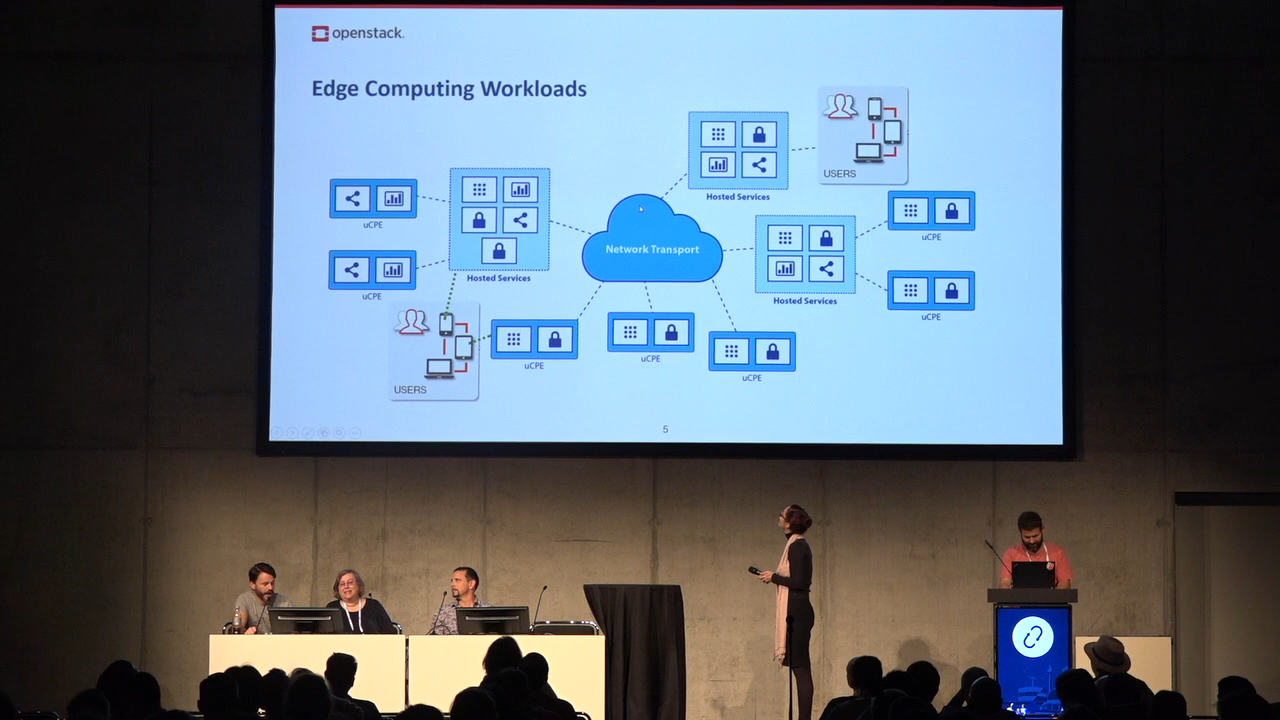 openstack.
Edge Computing Workloads
USERS
Hosted Services
uCPE
uCPE
Network Transport
uCPE
Hosted Services
Hosted Services
uCPE
uCPE
USERS
uCPE
uCPE
uCPE
5